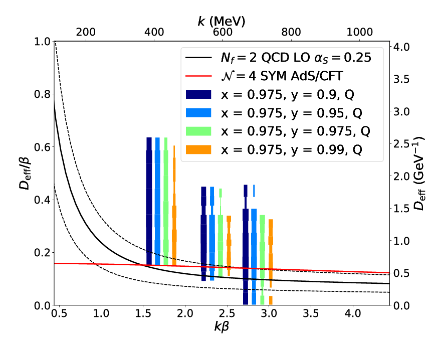 k (MeV)
200 400 600 800 1000
1.0
0.8
0.6
0.4
0.2
0.0
D_eff/β
N_f = 2 QCD LO α_S = 0.25
𝒩 = 4 SYM AdS/CFT
x = 0.975, y = 0.9, Q
x = 0.975, y = 0.95, Q
x = 0.975, y = 0.975, Q
x = 0.975, y = 0.99, Q
4.0
3.5
3.0
2.5
2.0
1.5
1.0
0.5
0.0
D_eff (GeV⁻¹)
0.5 1.0 1.5 2.0 2.5 3.0 3.5 4.0
kβ